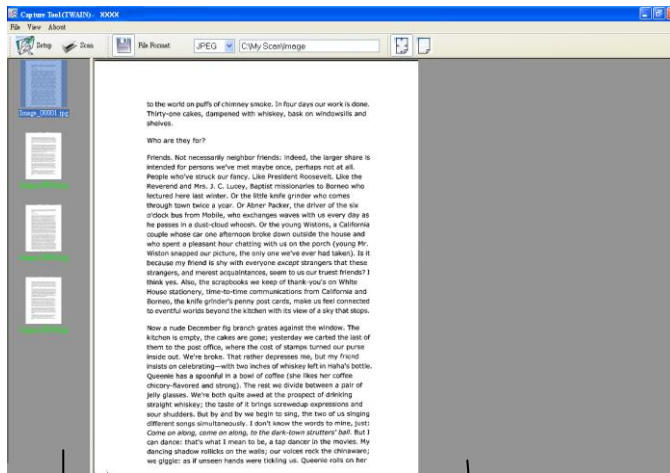 Capture Tool(TWAIN) - XXXX
File View About
Setup Scan File Format JPEG C:\My Scan\Image
Image_00001.jpg
to the world on puffs of chimney smoke. In four days our work is done.
Thirty-one cakes, dampened with whiskey, bask on windowsills and
shelves.
Who are they for?
Friends. Not necessarily neighbor friends: indeed, the larger share is
intended for persons we've met maybe once, perhaps not at all.
People who've struck our fancy. Like President Roosevelt. Like the
Reverend and Mrs. J. C. Lucey, Baptist missionaries to Borneo who
lectured here last winter. Or the little knife grinder who comes
through town twice a year. Or Abner Packer, the driver of the six
o'clock bus from Mobile, who exchanges waves with us every day as
he passes in a dust-cloud whoosh. Or the young Wistons, a California
couple whose car one afternoon broke down outside the house and
who spent a pleasant hour chatting with us on the porch (young Mr.
Wiston snapped our picture, the only one we've ever had taken). Is it
because my friend is shy with everyone except strangers that these
strangers, and merest acquaintances, seem to us our truest friends? I
think yes. Also, the scrapbooks we keep of thank-you's on White
House stationery, time-to-time communications from California and
Borneo, the knife grinder's penny post cards, make us feel connected
to eventful worlds beyond the kitchen with its view of a sky that stops.
Now a nude December fig branch grates against the window. The
kitchen is empty, the cakes are gone; yesterday we carted the last of
them to the post office, where the cost of stamps turned our purse
inside out. We're broke. That rather depresses me, but my friend
insists on celebrating—with two inches of whiskey left in Haha's bottle.
Queenie has a spoonful in a bowl of coffee (she likes her coffee
chicory-flavored and strong). The rest we divide between a pair of
jelly glasses. We're both quite awed at the prospect of drinking
straight whiskey; the taste of it brings screwedup expressions and
sour shudders. But by and by we begin to sing, the two of us singing
different songs simultaneously. I don't know the words to mine, just:
Come on along, come on along, to the dark-town strutters' ball. But I
can dance: that's what I mean to be, a tap dancer in the movies. My
dancing shadow rollicks on the walls; our voices rock the chinaware;
we giggle: as if unseen hands were tickling us. Queenie rolls on her